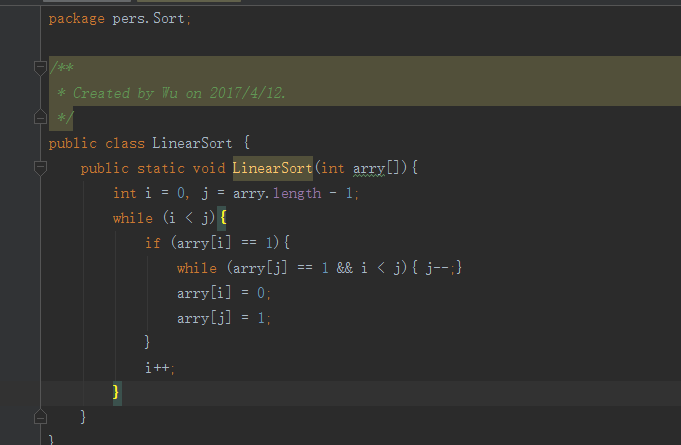 package pers.Sort;
/**
 * Created by Wu on 2017/4/12.
 */
public class LinearSort {
    public static void LinearSort(int arry[]){
        int i = 0, j = arry.length - 1;
        while (i < j){
            if (arry[i] == 1){
                while (arry[j] == 1 && i < j){ j--;}
                arry[i] = 0;
                arry[j] = 1;
            }
            i++;
        }
    }
}